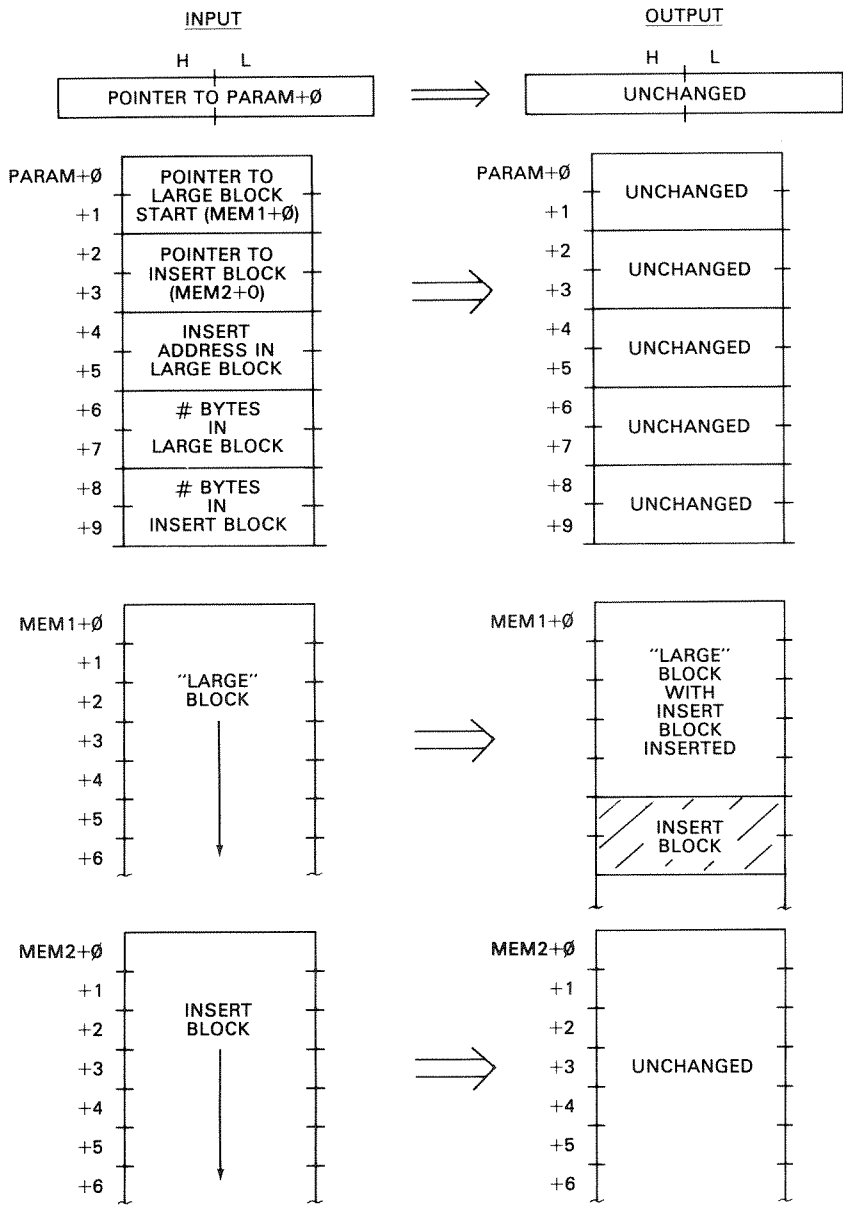 INPUT
H L
POINTER TO PARAM+Ø
OUTPUT
H L
UNCHANGED
PARAM+Ø
+1
+2
+3
+4
+5
+6
+7
+8
+9
POINTER TO
LARGE BLOCK
START (MEM1+Ø)
POINTER TO
INSERT BLOCK
(MEM2+0)
INSERT
ADDRESS IN
LARGE BLOCK
# BYTES
IN
LARGE BLOCK
# BYTES
IN
INSERT BLOCK
PARAM+Ø
+1
+2
+3
+4
+5
+6
+7
+8
+9
UNCHANGED
UNCHANGED
UNCHANGED
UNCHANGED
UNCHANGED
MEM1+Ø
+1
+2
+3
+4
+5
+6
"LARGE"
BLOCK
MEM1+Ø
"LARGE"
BLOCK
WITH
INSERT
BLOCK
INSERTED
INSERT
BLOCK
MEM2+Ø
+1
+2
+3
+4
+5
+6
INSERT
BLOCK
MEM2+Ø
+1
+2
+3
+4
+5
+6
UNCHANGED